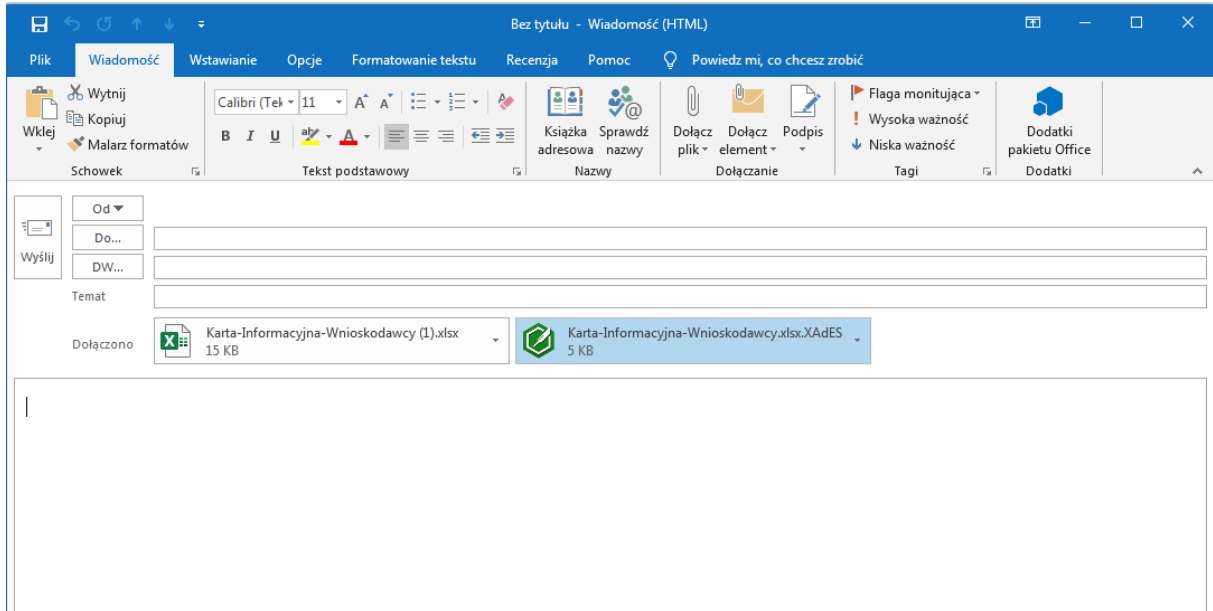 Bez tytułu - Wiadomość (HTML)
Plik Wiadomość Wstawianie Opcje Formatowanie tekstu Recenzja Pomoc Powiedz mi, co chcesz zrobić
Wklej
Wytnij
Kopiuj
Malarz formatów
Schowek
Calibri (Tek 11
B I U
Tekst podstawowy
Książka adresowa
Sprawdź nazwy
Nazwy
Dołącz plik
Dołącz element
Podpis
Dołączanie
Flaga monitująca
Wysoka ważność
Niska ważność
Tagi
Dodatki pakietu Office
Dodatki
Wyślij
Od
Do...
DW...
Temat
Dołączono
Karta-Informacyjna-Wnioskodawcy (1).xlsx
15 KB
Karta-Informacyjna-Wnioskodawcy.xlsx.XAdES
5 KB